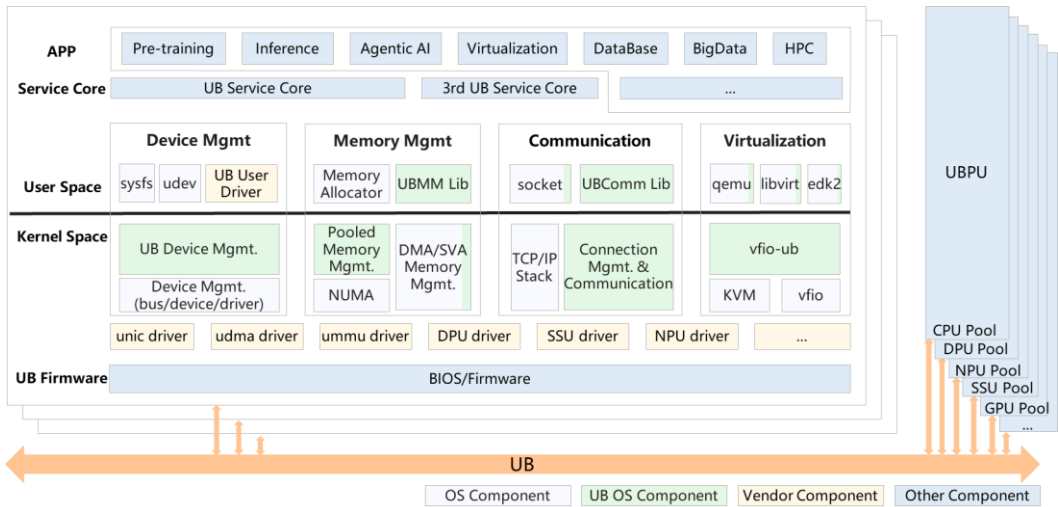 APP
Pre-training
Inference
Agentic AI
Virtualization
DataBase
BigData
HPC
Service Core
UB Service Core
3rd UB Service Core
...
Device Mgmt
Memory Mgmt
Communication
Virtualization
User Space
sysfs
udev
UB User
Driver
Memory
Allocator
UBMM Lib
socket
UBComm Lib
qemu
libvirt
edk2
Kernel Space
UB Device Mgmt.
Device Mgmt.
(bus/device/driver)
Pooled
Memory
Mgmt.
NUMA
DMA/SVA
Memory
Mgmt.
TCP/IP
Stack
Connection
Mgmt. &
Communication
vfio-ub
KVM
vfio
unic driver
udma driver
ummu driver
DPU driver
SSU driver
NPU driver
...
UB Firmware
BIOS/Firmware
UBPU
CPU Pool
DPU Pool
NPU Pool
SSU Pool
GPU Pool
...
UB
OS Component
UB OS Component
Vendor Component
Other Component